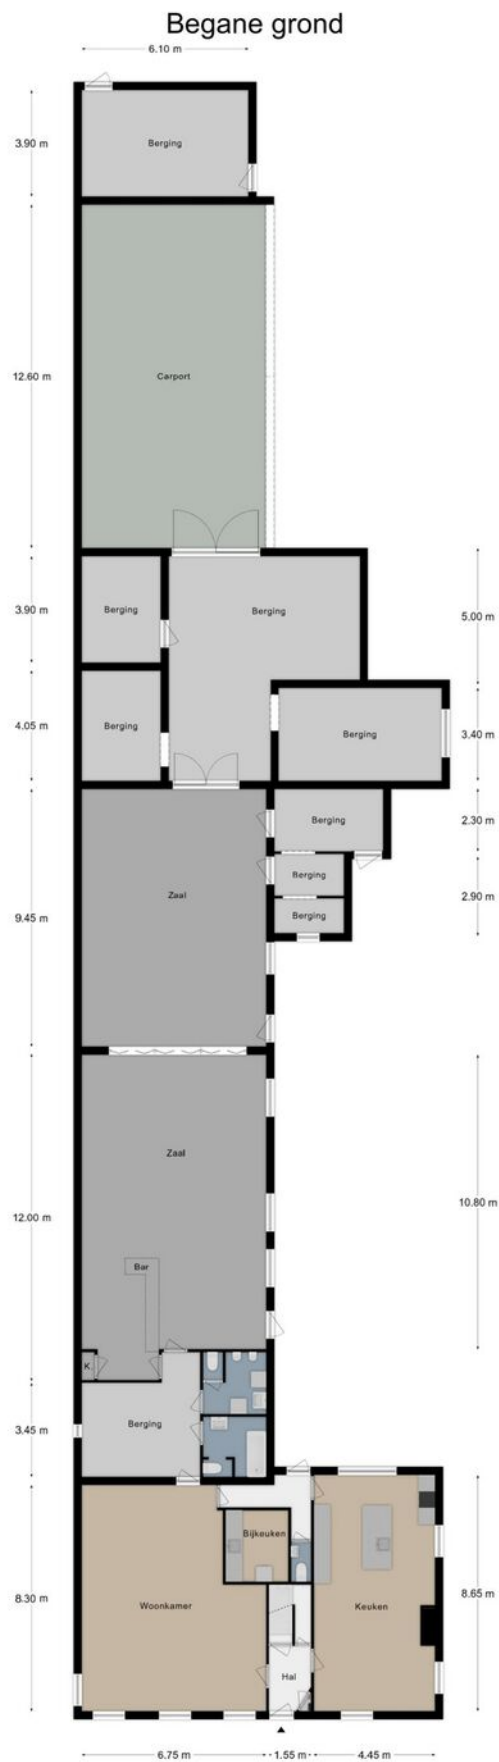 Begane grond
6.10 m
3.90 m
Berging
12.60 m
Carport
3.90 m
Berging
Berging
5.00 m
4.05 m
Berging
Berging
3.40 m
Berging
2.30 m
Berging
2.90 m
Zaal
9.45 m
Berging
Zaal
10.80 m
12.00 m
Bar
K
Berging
3.45 m
Bijkeuken
8.30 m
Woonkamer
Keuken
8.65 m
Hal
6.75 m
1.55 m
4.45 m